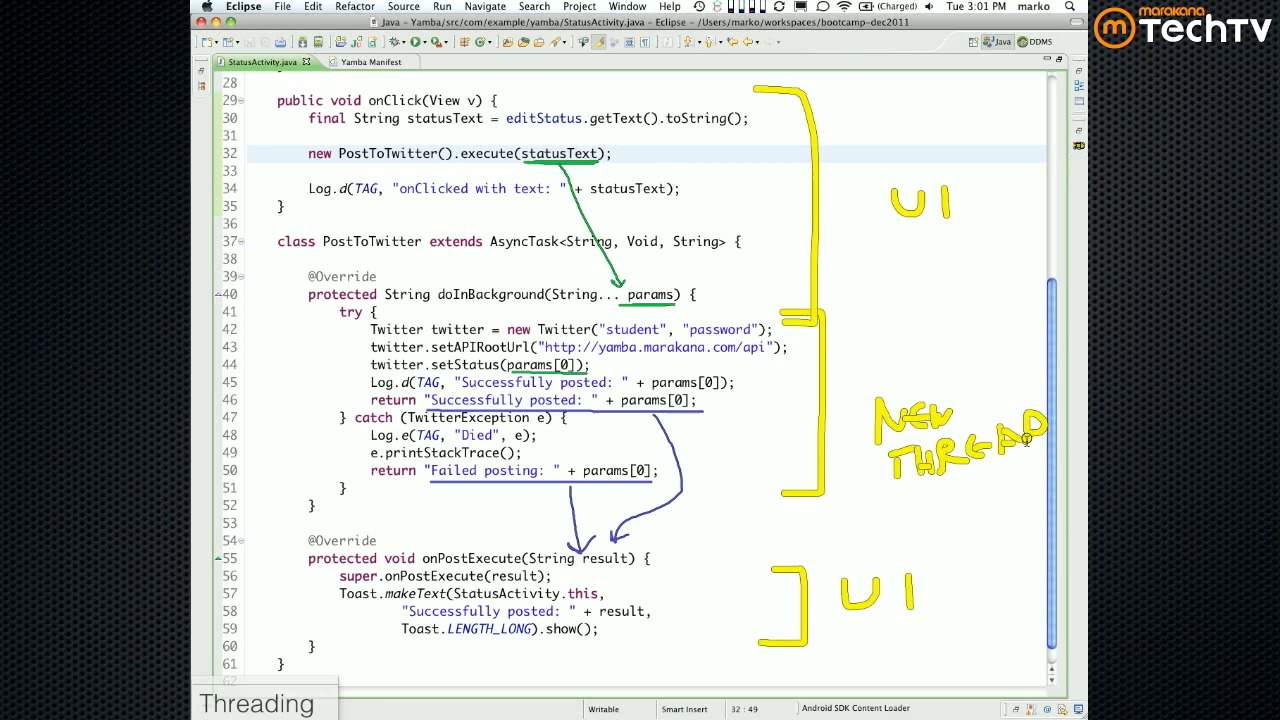 Eclipse File Edit Refactor Source Run Navigate Search Project Window Help (Charged) Tue 3:01 PM marko
Java – Yamba/src/com/example/yamba/StatusActivity.java – Eclipse – /Users/marko/workspaces/bootcamp-dec2011
marakana
TechTV
Java DDMS
StatusActivity.java Yamba Manifest
28
29 public void onClick(View v) {
30 final String statusText = editStatus.getText().toString();
31
32 new PostToTwitter().execute(statusText);
33
34 Log.d(TAG, "onClicked with text: " + statusText);
35 }
36
37 class PostToTwitter extends AsyncTask<String, Void, String> {
38
39 @Override
40 protected String doInBackground(String... params) {
41 try {
42 Twitter twitter = new Twitter("student", "password");
43 twitter.setAPIRootUrl("http://yamba.marakana.com/api");
44 twitter.setStatus(params[0]);
45 Log.d(TAG, "Successfully posted: " + params[0]);
46 return "Successfully posted: " + params[0];
47 } catch (TwitterException e) {
48 Log.e(TAG, "Died", e);
49 e.printStackTrace();
50 return "Failed posting: " + params[0];
51 }
52 }
53
54 @Override
55 protected void onPostExecute(String result) {
56 super.onPostExecute(result);
57 Toast.makeText(StatusActivity.this,
58 "Successfully posted: " + result,
59 Toast.LENGTH_LONG).show();
60 }
61 }
62
UI
NEW
THREAD
UI
Threading
Writable Smart Insert 32 : 49 Android SDK Content Loader